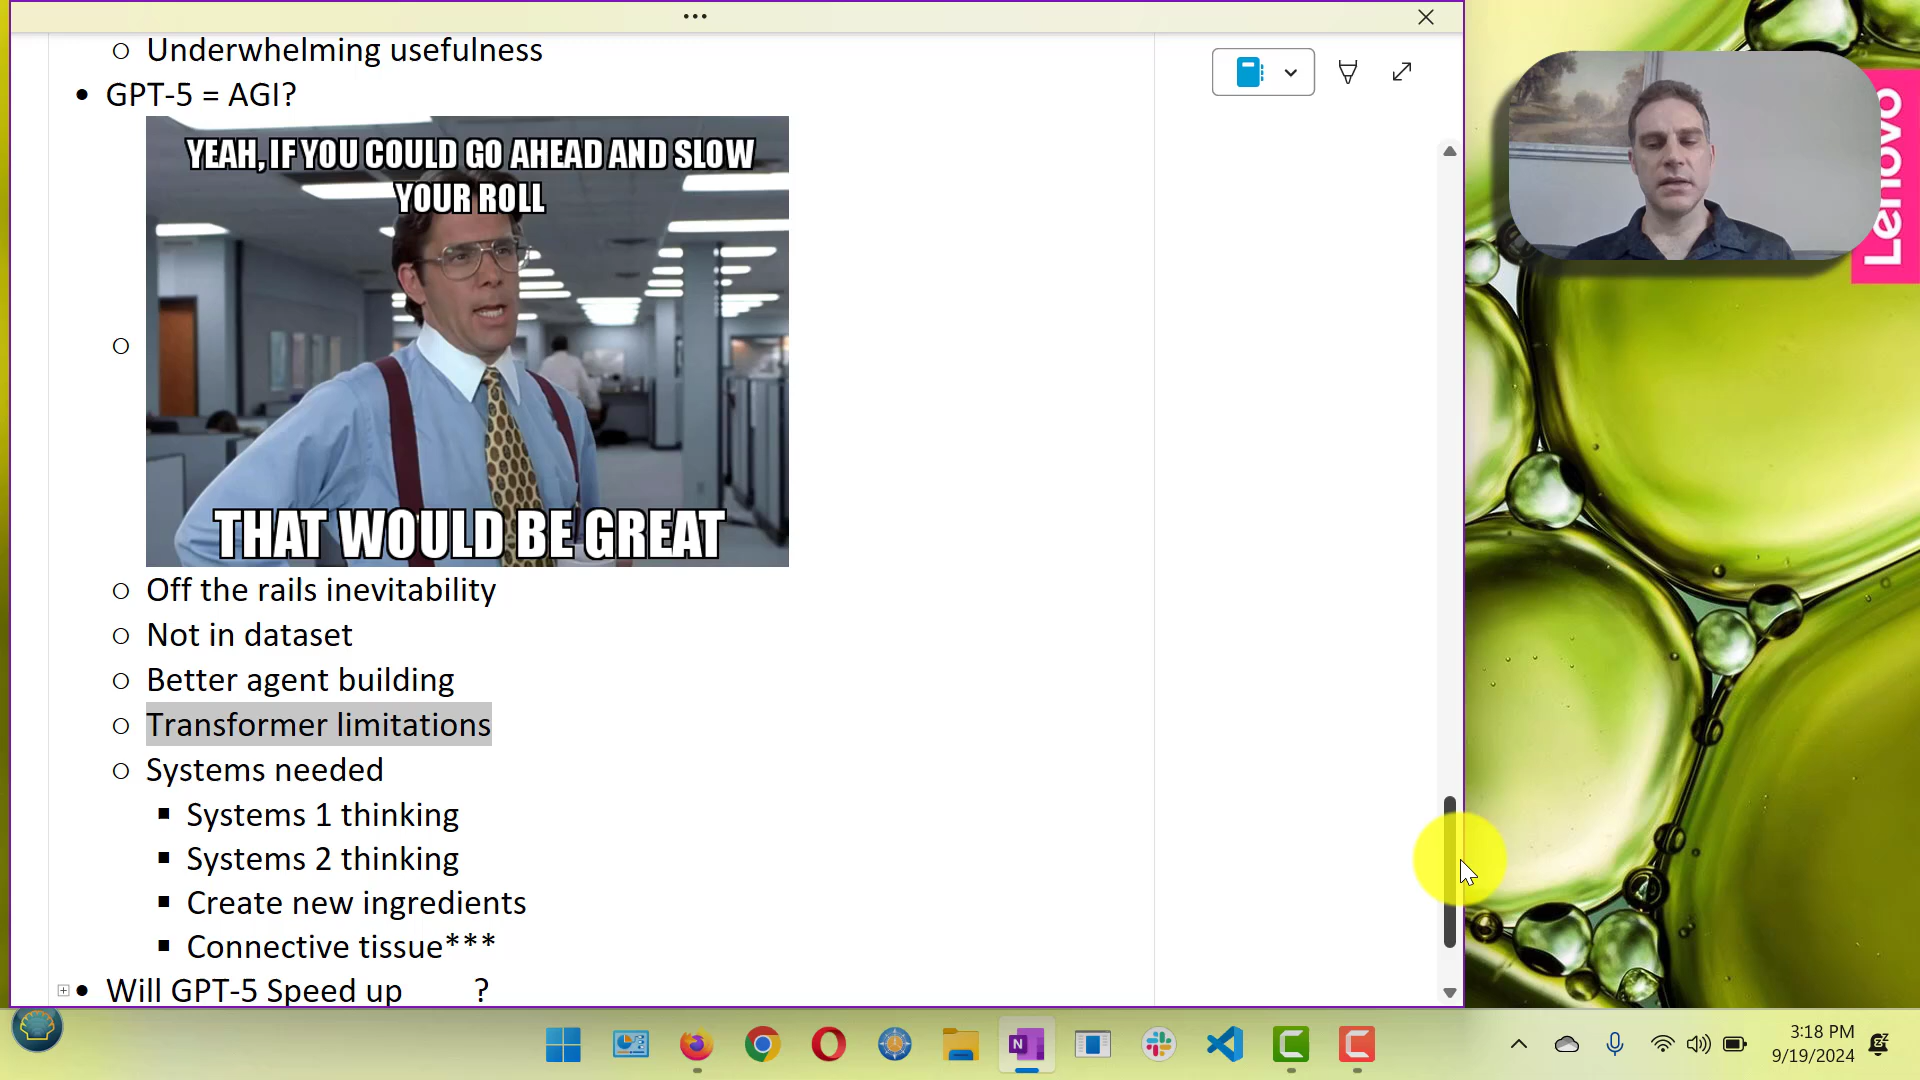 Underwhelming usefulness
GPT-5 = AGI?
YEAH, IF YOU COULD GO AHEAD AND SLOW
YOUR ROLL
THAT WOULD BE GREAT
Off the rails inevitability
Not in dataset
Better agent building
Transformer limitations
Systems needed
Systems 1 thinking
Systems 2 thinking
Create new ingredients
Connective tissue***
Will GPT-5 Speed up ?
Lenovo
N
3:18 PM
9/19/2024